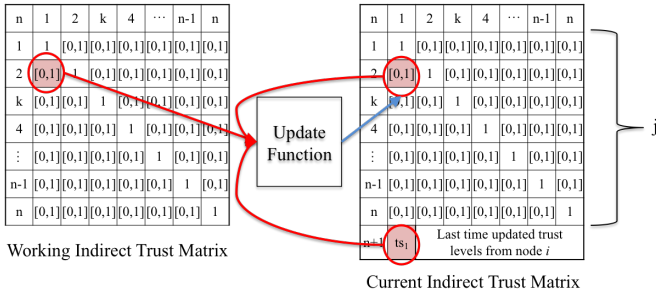 n 1 2 k 4 ⋯ n-1 n
1 1 [0,1] [0,1] [0,1] [0,1] [0,1] [0,1]
2 [0,1] 1 [0,1] [0,1] [0,1] [0,1] [0,1]
k [0,1] [0,1] 1 [0,1] [0,1] [0,1] [0,1]
4 [0,1] [0,1] [0,1] 1 [0,1] [0,1] [0,1]
⋮ [0,1] [0,1] [0,1] [0,1] 1 [0,1] [0,1]
n-1 [0,1] [0,1] [0,1] [0,1] [0,1] 1 [0,1]
n [0,1] [0,1] [0,1] [0,1] [0,1] [0,1] 1
Working Indirect Trust Matrix
Update
Function
n 1 2 k 4 ⋯ n-1 n
1 1 [0,1] [0,1] [0,1] [0,1] [0,1] [0,1]
2 [0,1] 1 [0,1] [0,1] [0,1] [0,1] [0,1]
k [0,1] [0,1] 1 [0,1] [0,1] [0,1] [0,1]
4 [0,1] [0,1] [0,1] 1 [0,1] [0,1] [0,1]
⋮ [0,1] [0,1] [0,1] [0,1] 1 [0,1] [0,1]
n-1 [0,1] [0,1] [0,1] [0,1] [0,1] 1 [0,1]
n [0,1] [0,1] [0,1] [0,1] [0,1] [0,1] 1
n+1 ts₁ Last time updated trust
levels from node i
j
Current Indirect Trust Matrix